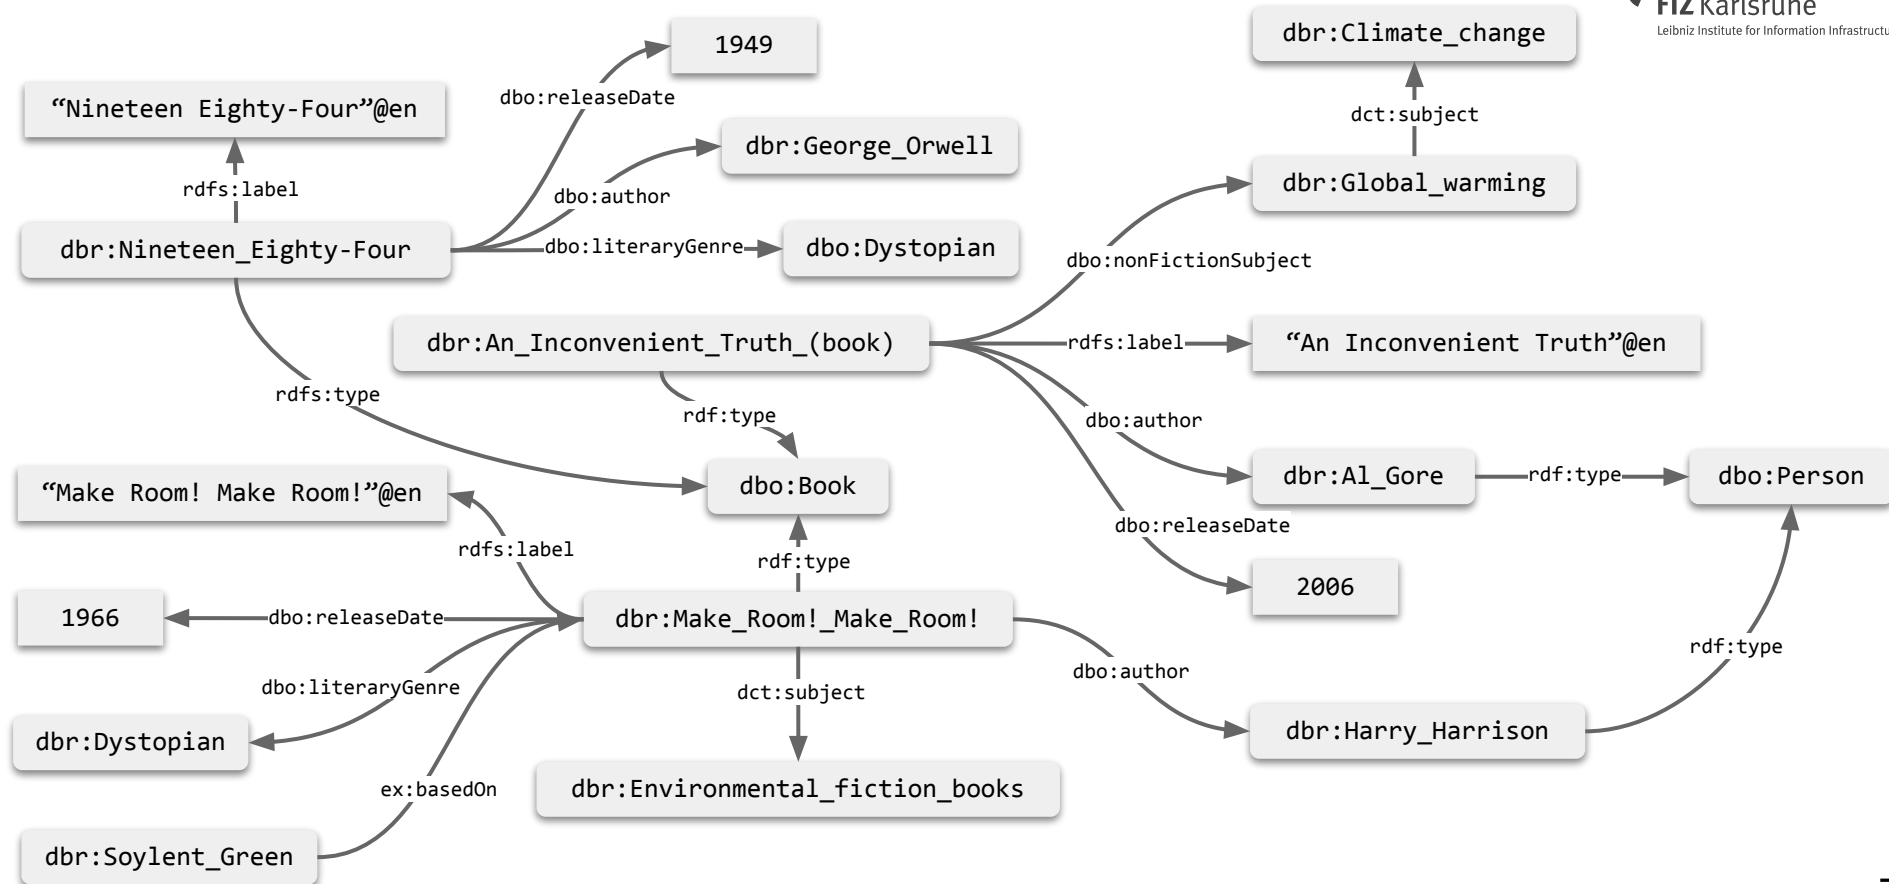 FIZ Karlsruhe
Leibniz Institute for Information Infrastructu
dbr:Climate_change
1949
“Nineteen Eighty-Four”@en
dbo:releaseDate
dct:subject
dbr:George_Orwell
rdfs:label
dbo:author
dbr:Global_warming
dbr:Nineteen_Eighty-Four
dbo:literaryGenre
dbo:Dystopian
dbo:nonFictionSubject
dbr:An_Inconvenient_Truth_(book)
rdfs:label
“An Inconvenient Truth”@en
rdfs:type
rdf:type
dbo:author
dbr:Al_Gore
rdf:type
dbo:Person
“Make Room! Make Room!”@en
dbo:Book
dbo:releaseDate
rdfs:label
rdf:type
2006
1966
dbo:releaseDate
dbr:Make_Room!_Make_Room!
rdf:type
dbo:author
dbo:literaryGenre
dct:subject
dbr:Dystopian
dbr:Harry_Harrison
ex:basedOn
dbr:Environmental_fiction_books
dbr:Soylent_Green